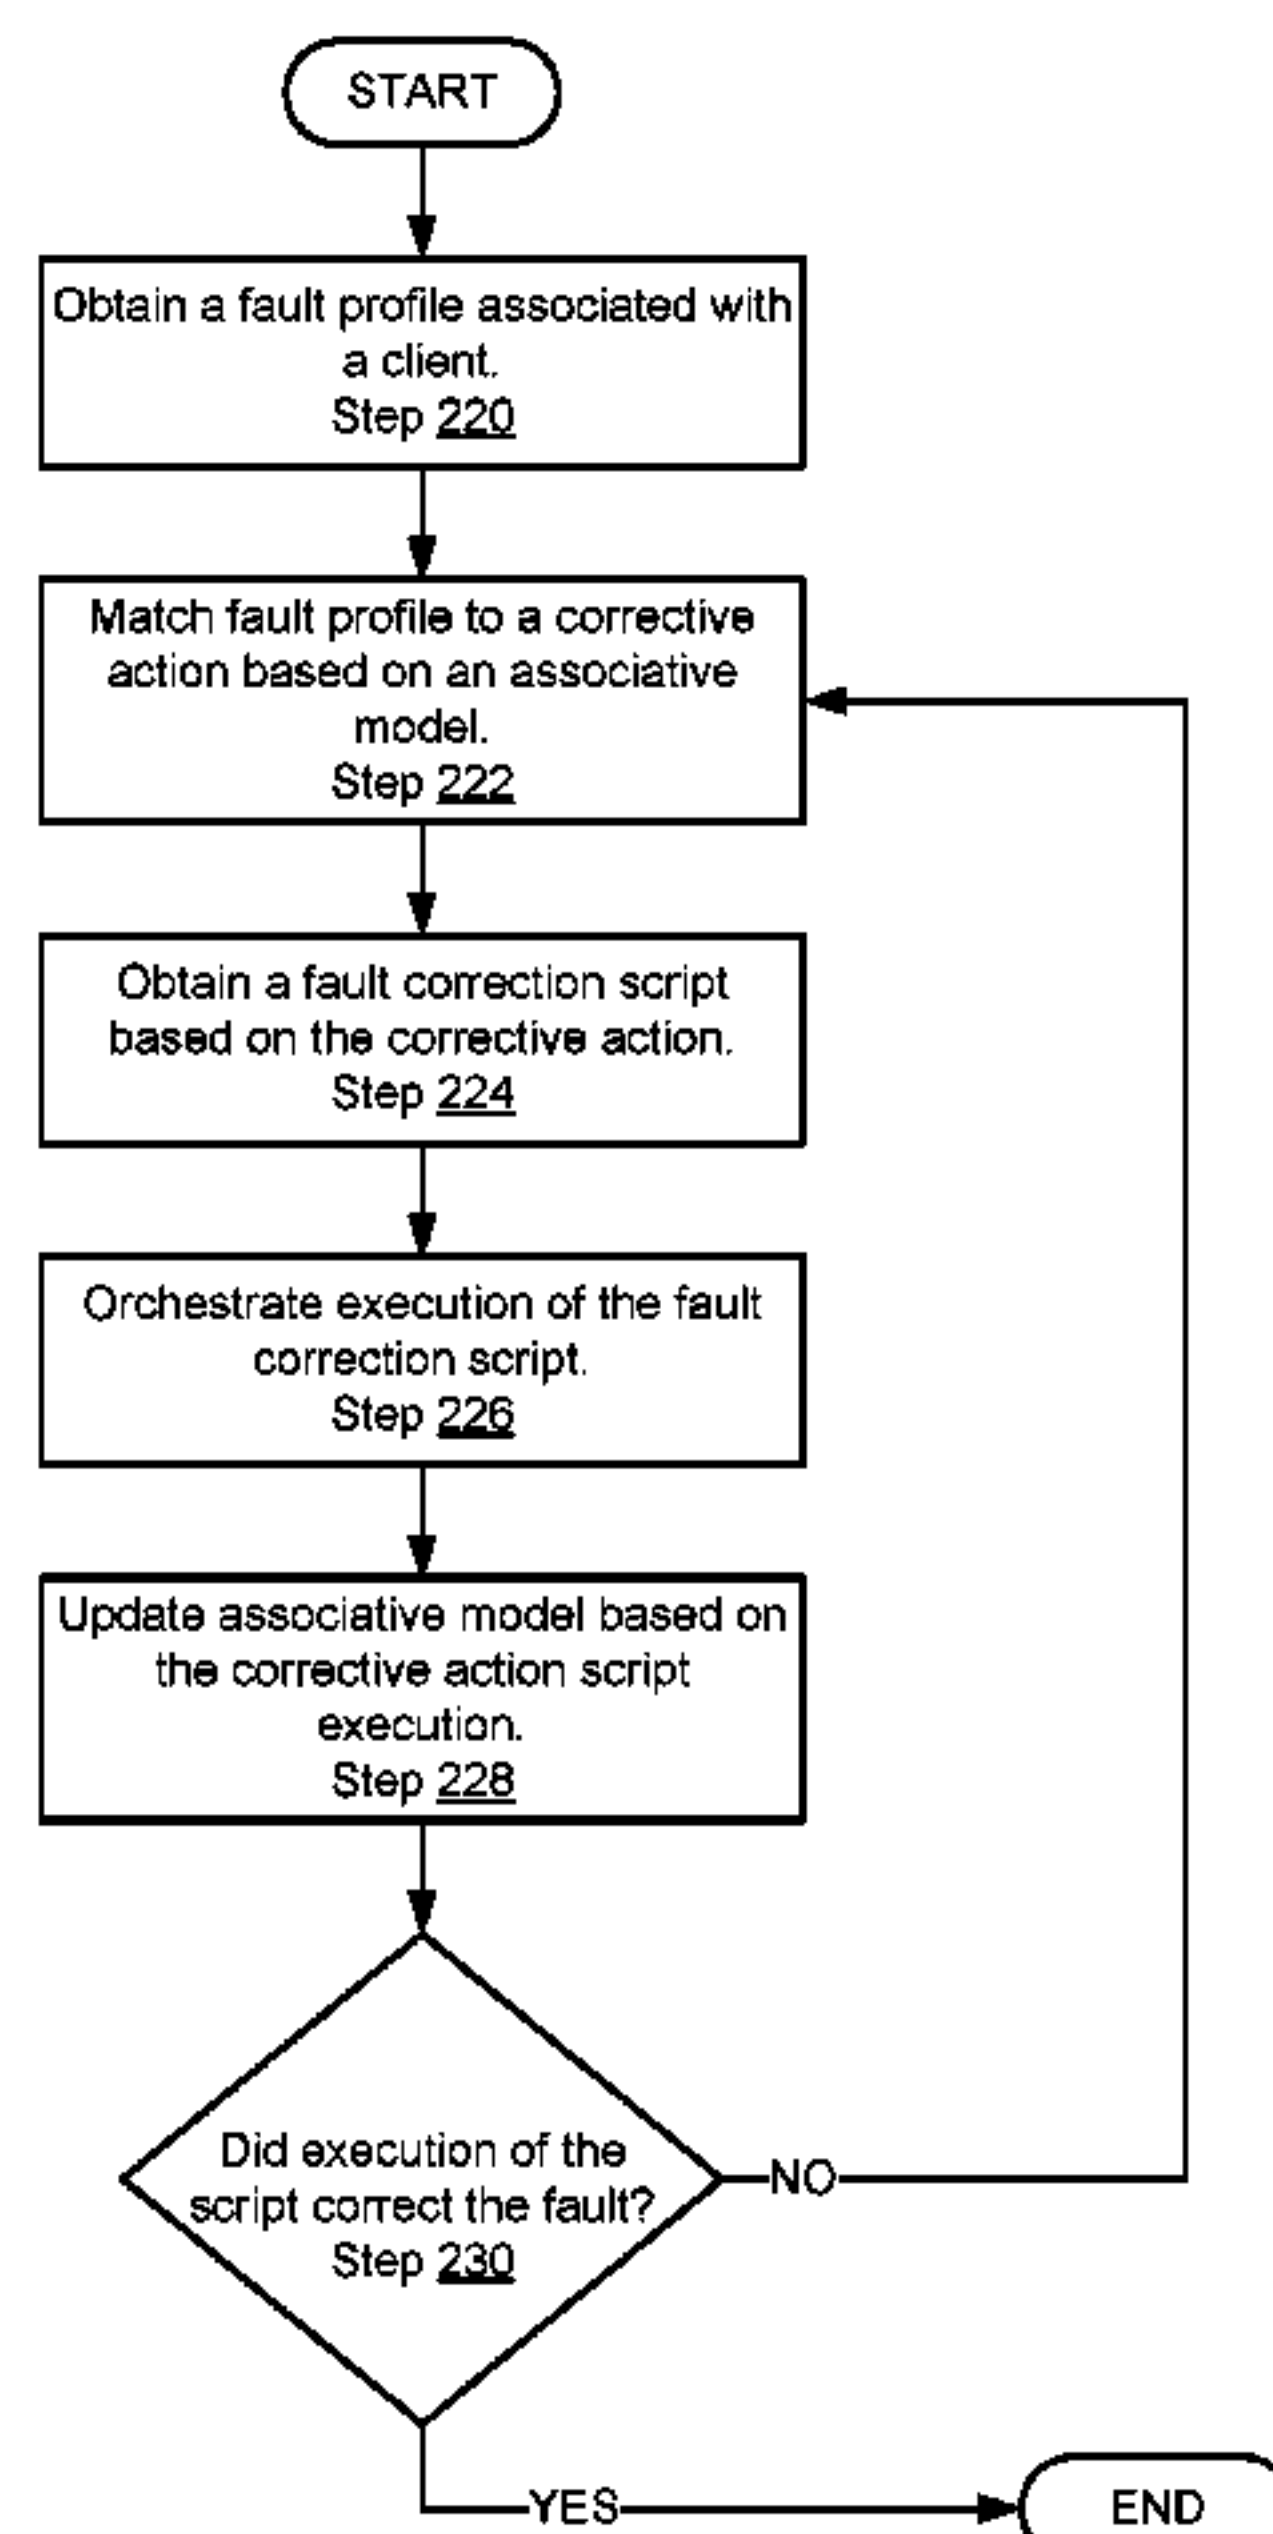 START
Obtain a fault profile associated with
a client.
Step 220
Match fault profile to a corrective
action based on an associative
model.
Step 222
Obtain a fault correction script
based on the corrective action.
Step 224
Orchestrate execution of the fault
correction script.
Step 226
Update associative model based on
the corrective action script
execution.
Step 228
Did execution of the
script correct the fault?
Step 230
NO
YES
END